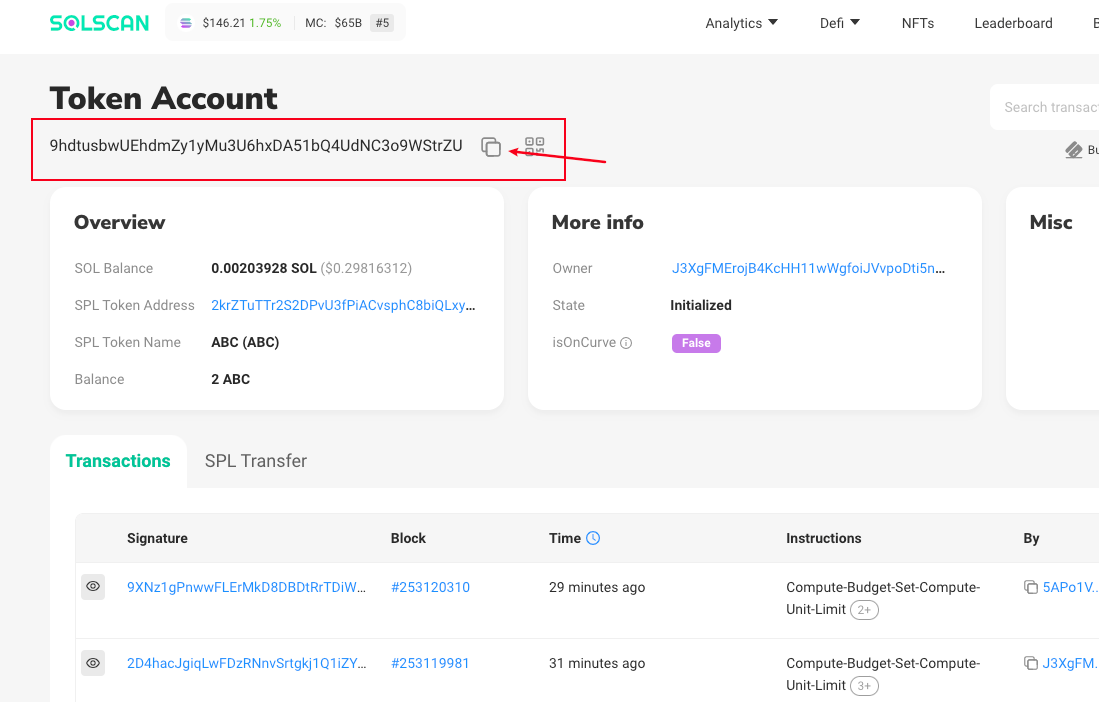 SOLSCAN $146.21 1.75% MC: $65B #5 Analytics Defi NFTs Leaderboard B
Token Account
Search transac
9hdtusbwUEhdmZy1yMu3U6hxDA51bQ4UdNC3o9WStrZU
Bu
Overview More info Misc
SOL Balance 0.00203928 SOL ($0.29816312) Owner J3XgFMErojB4KcHH11wWgfoiJVvpoDti5n...
SPL Token Address 2krZTuTTr2S2DPvU3fPiACvsphC8biQLxy... State Initialized
SPL Token Name ABC (ABC) isOnCurve False
Balance 2 ABC
Transactions SPL Transfer
Signature Block Time Instructions By
9XNz1gPnwwFLErMkD8DBDtRrTDiW... #253120310 29 minutes ago Compute-Budget-Set-Compute- 5APo1V..
Unit-Limit 2+
2D4hacJgiqLwFDzRNnvSrtgkj1Q1iZY... #253119981 31 minutes ago Compute-Budget-Set-Compute- J3XgFM.
Unit-Limit 3+